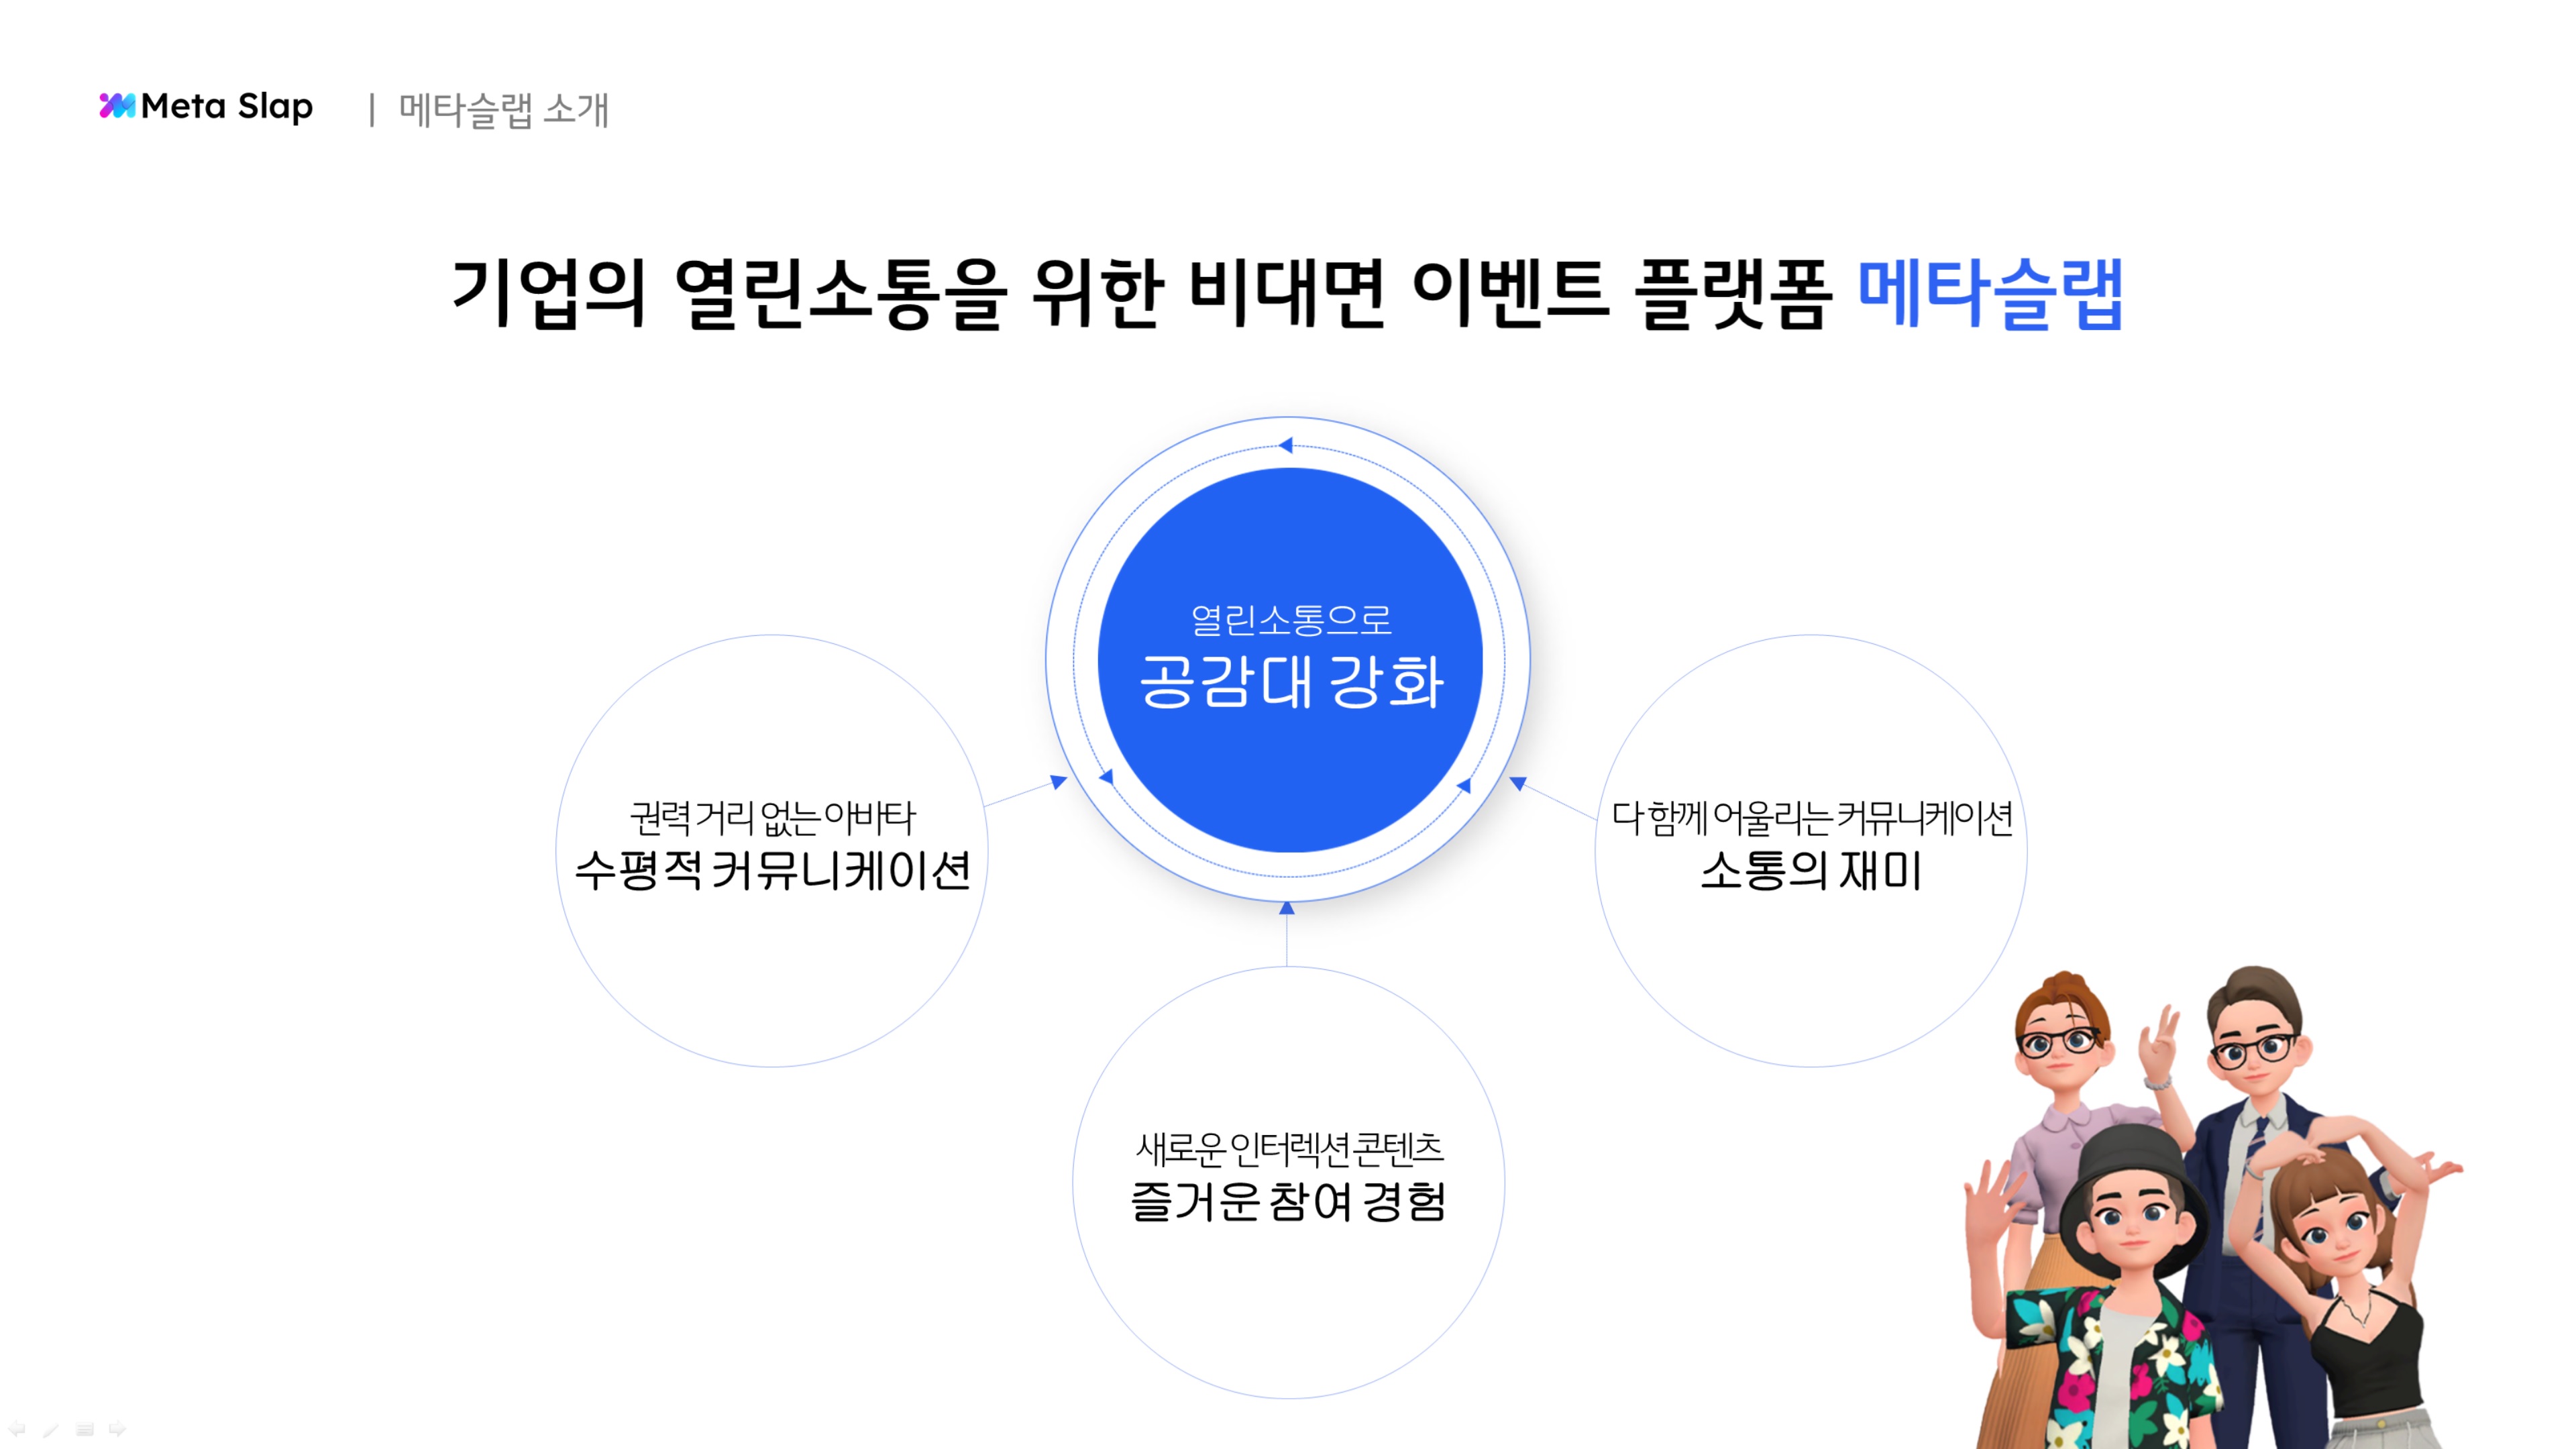 Meta Slap | 메타슬랩 소개
기업의 열린소통을 위한 비대면 이벤트 플랫폼 메타슬랩
열린소통으로
공감대 강화
권력 거리 없는 아바타
수평적 커뮤니케이션
다 함께 어울리는 커뮤니케이션
소통의 재미
새로운 인터렉션 콘텐츠
즐거운 참여 경험